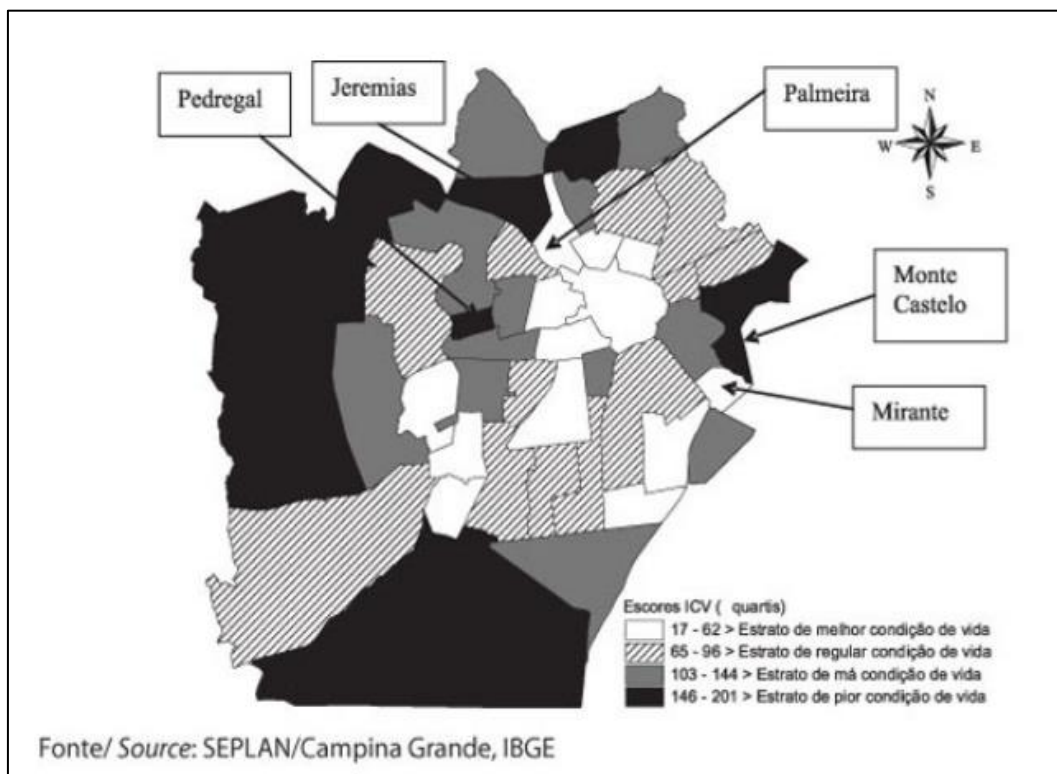 Pedregal
Jeremias
Palmeira
N
W
E
S
Monte
Castelo
Mirante
Escores ICV ( quartis)
17 - 62 > Estrato de melhor condição de vida
65 - 96 > Estrato de regular condição de vida
103 - 144 > Estrato de má condição de vida
146 - 201 > Estrato de pior condição de vida
Fonte/ Source: SEPLAN/Campina Grande, IBGE